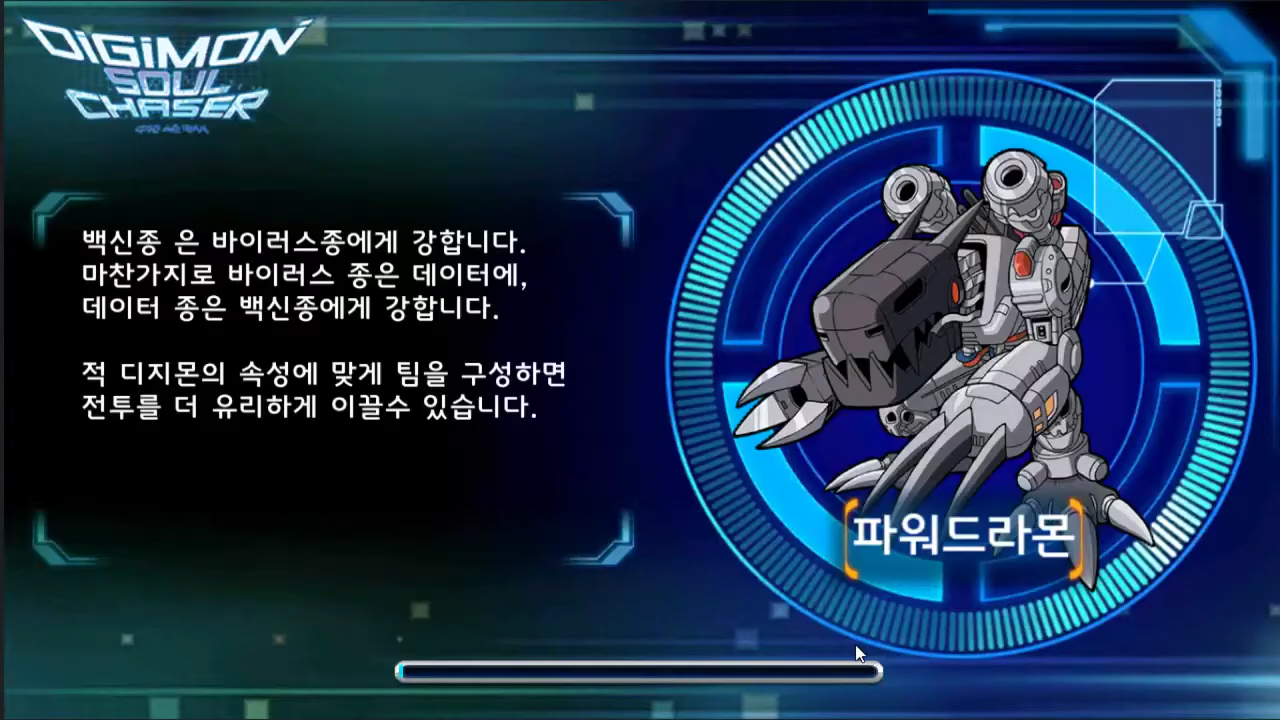 DIGIMON
SOUL
CHASER
백신종 은 바이러스종에게 강합니다.
마찬가지로 바이러스 종은 데이터에,
데이터 종은 백신종에게 강합니다.
적 디지몬의 속성에 맞게 팀을 구성하면
전투를 더 유리하게 이끌수 있습니다.
파워드라몬